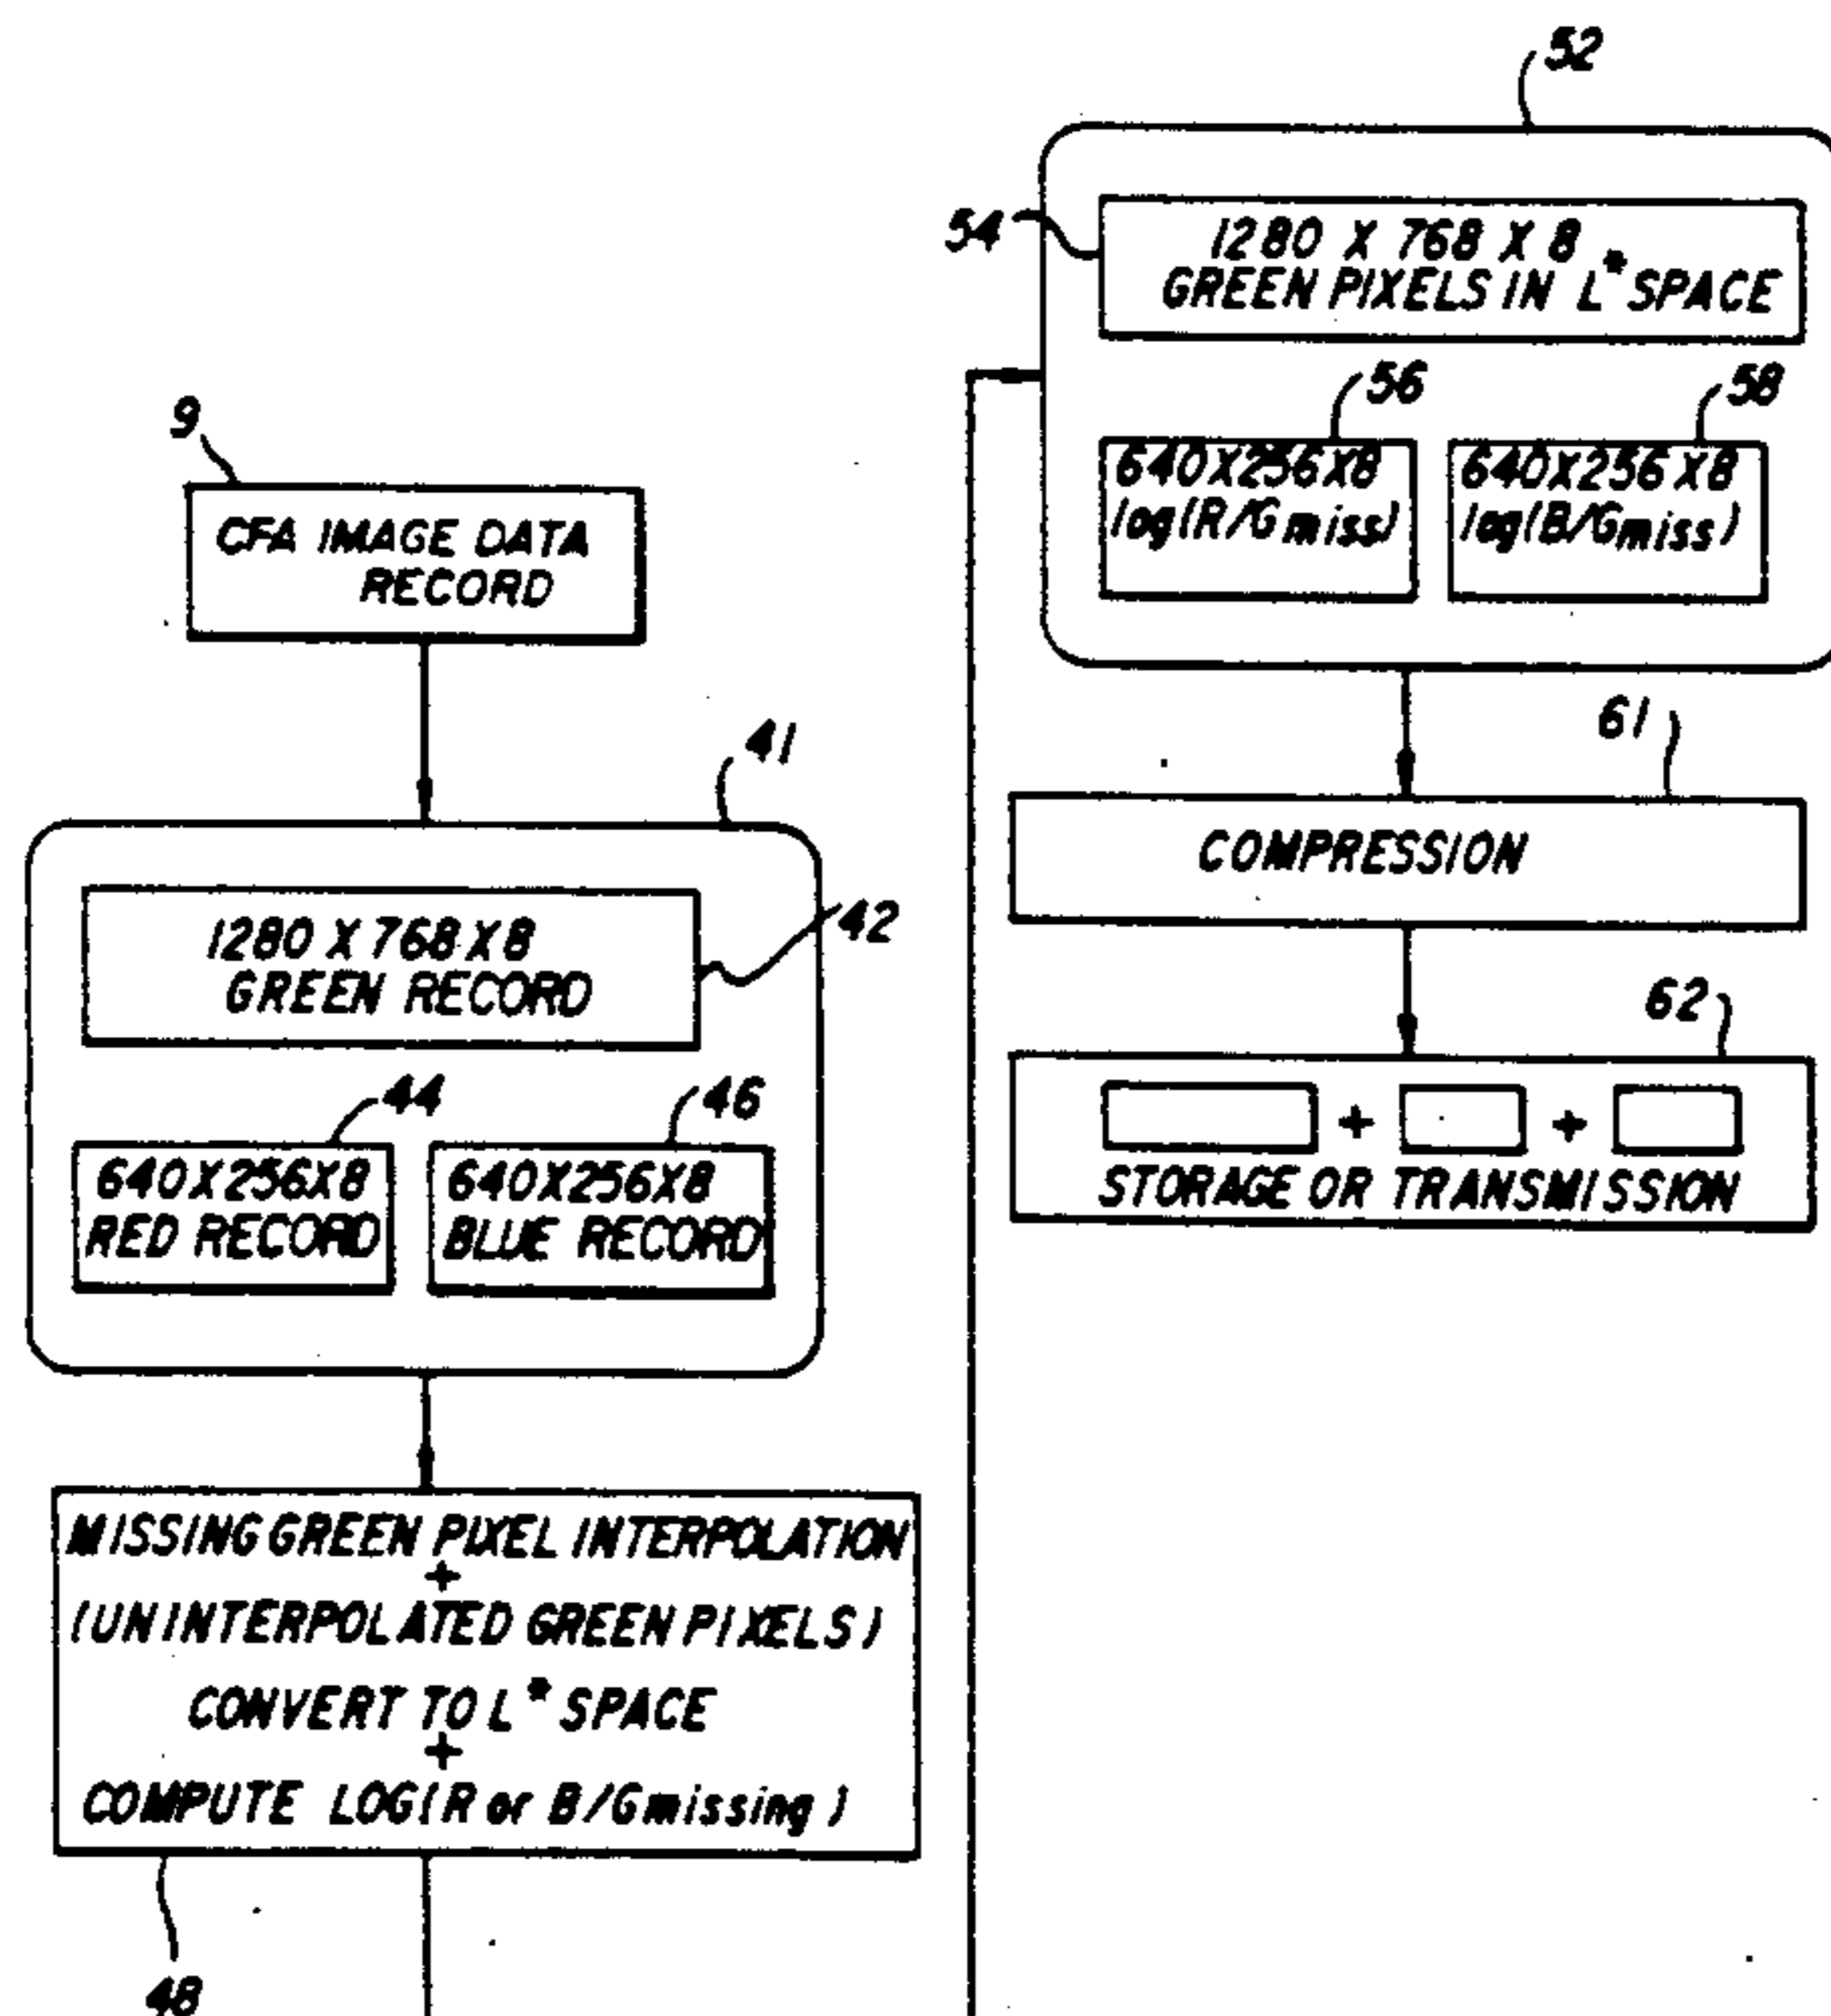 9
CFA IMAGE DATA
RECORD
41
1280 X 768 X 8
GREEN RECORD
42
44
46
640X256X8
RED RECORD
640X256X8
BLUE RECORD
MISSING GREEN PIXEL INTERPOLATION
+
(UNINTERPOLATED GREEN PIXELS)
CONVERT TO L* SPACE
+
COMPUTE LOG(R or B/Gmissing)
48
52
54
1280 X 768 X 8
GREEN PIXELS IN L* SPACE
56
58
640X256X8
log(R/Gmiss)
640X256X8
log(B/Gmiss)
61
COMPRESSION
62
+ +
STORAGE OR TRANSMISSION